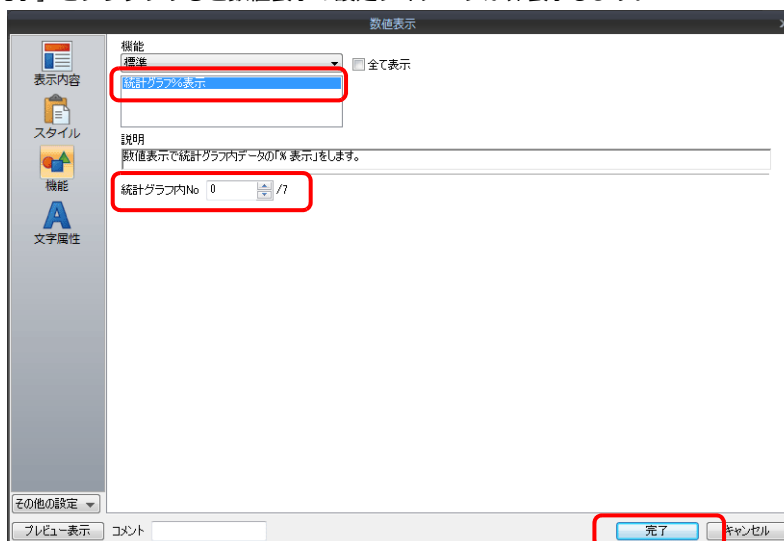 数値表示
表示内容
スタイル
機能
文字属性
機能
標準
全て表示
統計グラフ%表示
説明
数値表示で統計グラフ内データの「% 表示」をします。
統計グラフ内No 0 /7
その他の設定
プレビュー表示
コメント
完了
キャンセル